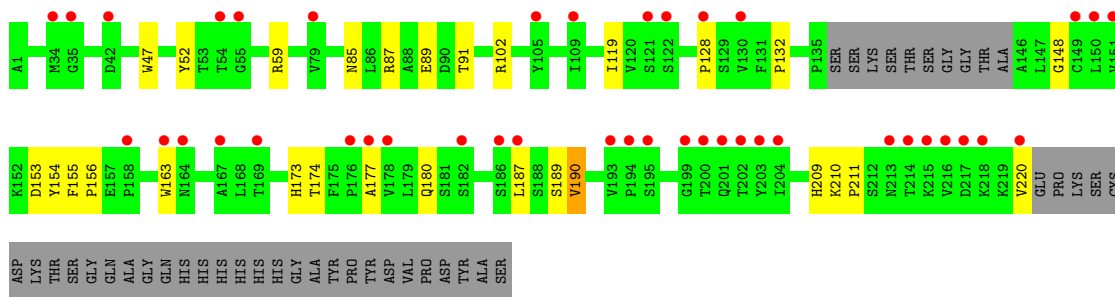 A1 M34 G35 D42 W47 Y52 T53 T54 G55 R59 V79 N85 L86 R87 A88 E89 D90 T91 R102 Y105 I109 I119 V120 S121 S122 P128 S129 V130 F131 P132 P135 SER SER LYS SER THR SER GLY GLY THR ALA A146 L147 G148 C149 L150 V151
K152 D153 Y154 F155 P156 E157 P158 W163 N164 A167 L168 T169 H173 T174 F175 P176 A177 V178 L179 Q180 S181 S182 S186 L187 S188 S189 V190 V193 P194 S195 G199 T200 Q201 T202 Y203 I204 H209 K210 P211 S212 N213 T214 K215 V216 D217 K218 K219 V220 GLU PRO LYS SER CYS
ASP LYS THR SER GLY GLN ALA GLY GLN HIS HIS HIS HIS HIS HIS GLY ALA TYR PRO TYR ASP VAL PRO ASP TYR ALA SER